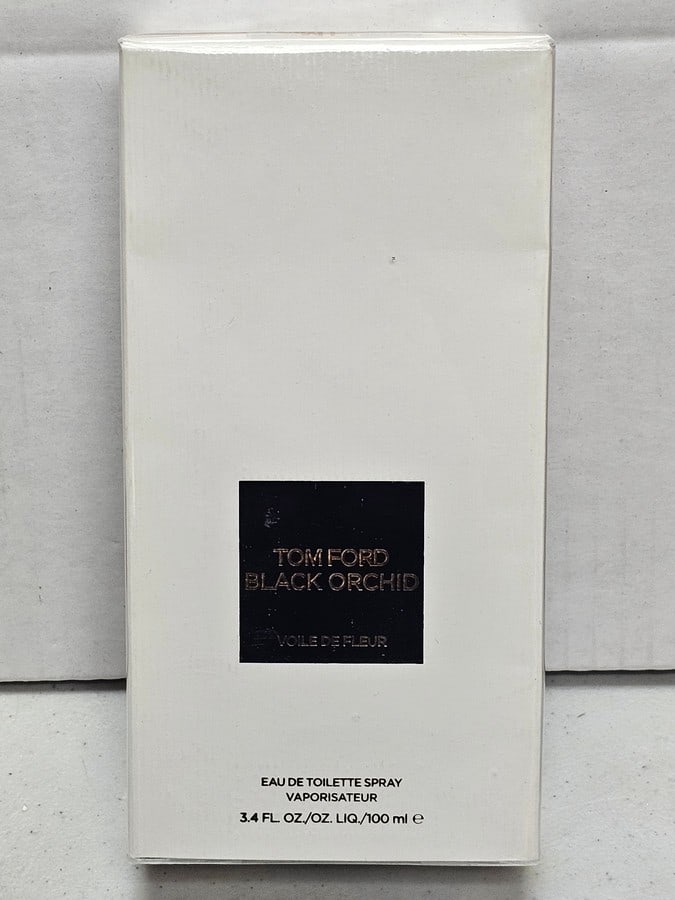 TOM FORD
BLACK ORCHID
VOILE DE FLEUR
EAU DE TOILETTE SPRAY
VAPORISATEUR
3.4 FL. OZ./OZ. LIQ./100 ml ℮